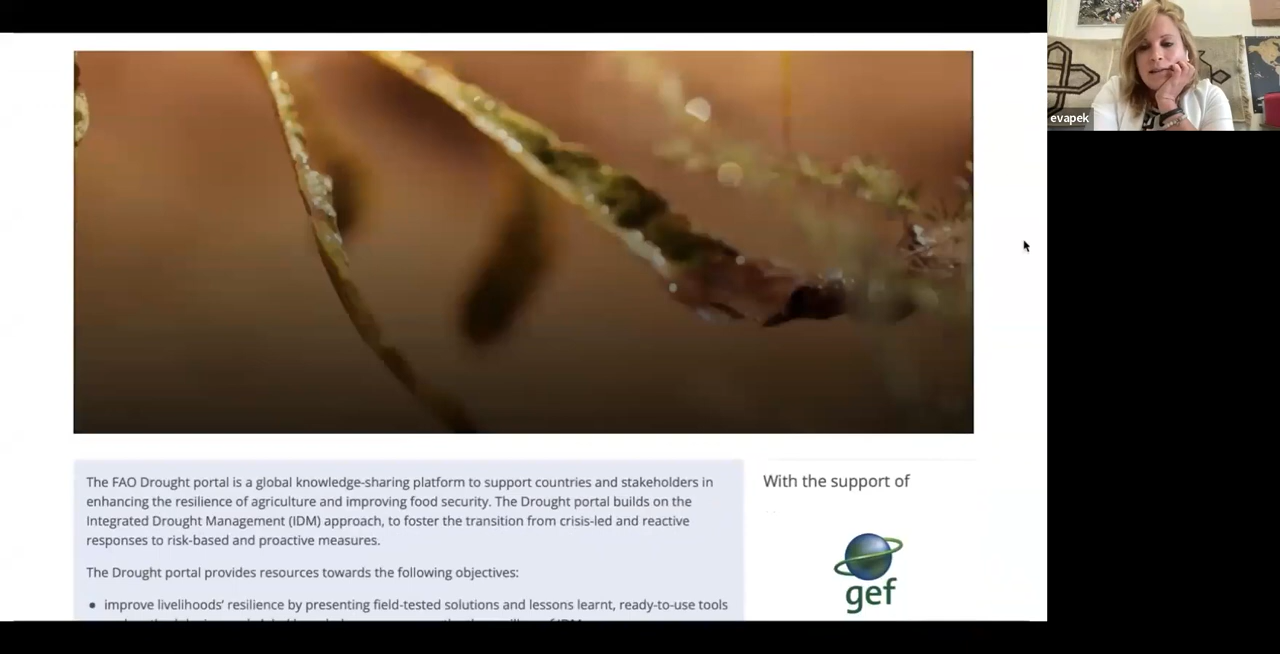 evapek
The FAO Drought portal is a global knowledge-sharing platform to support countries and stakeholders in
enhancing the resilience of agriculture and improving food security. The Drought portal builds on the
Integrated Drought Management (IDM) approach, to foster the transition from crisis-led and reactive
responses to risk-based and proactive measures.
The Drought portal provides resources towards the following objectives:
• improve livelihoods’ resilience by presenting field-tested solutions and lessons learnt, ready-to-use tools
With the support of
gef